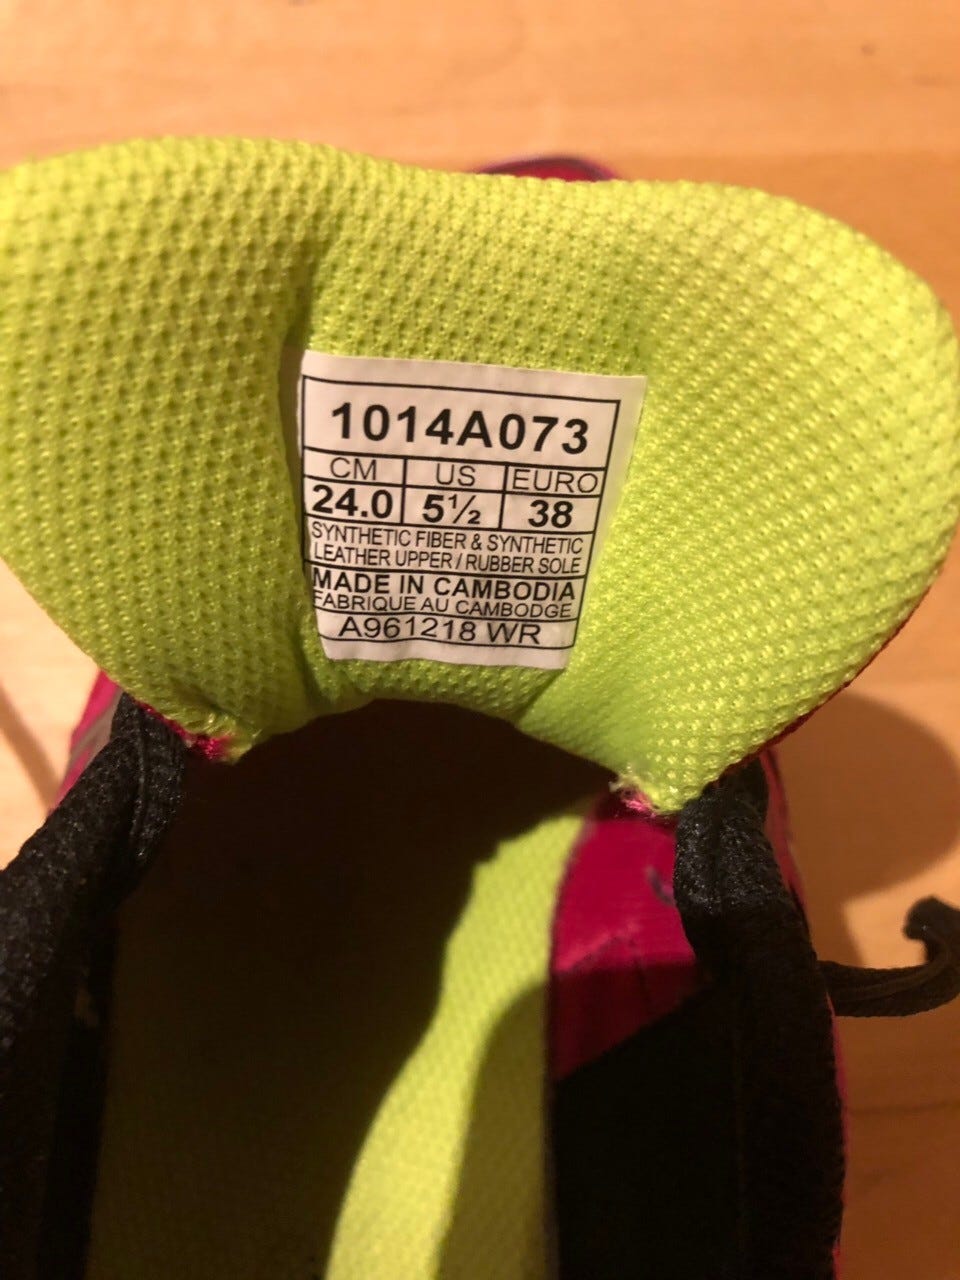 1014A073
CM US EURO
24.0 5½ 38
SYNTHETIC FIBER & SYNTHETIC
LEATHER UPPER / RUBBER SOLE
MADE IN CAMBODIA
FABRIQUE AU CAMBODGE
A961218 WR